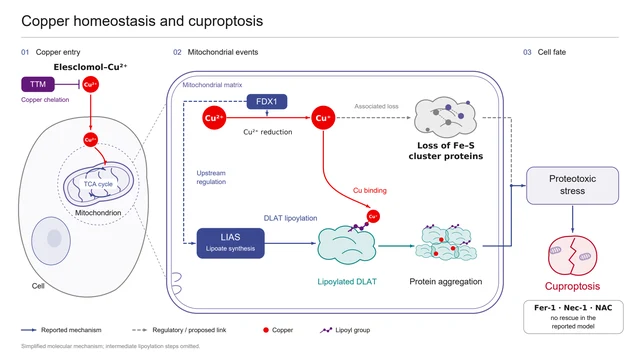 Copper homeostasis and cuproptosis
01 Copper entry
02 Mitochondrial events
03 Cell fate
Elesclomol–Cu²⁺
TTM
Cu²⁺
Copper chelation
Cu²⁺
TCA cycle
Mitochondrion
Cell
Mitochondrial matrix
FDX1
Cu²⁺
Cu⁺
Cu²⁺ reduction
Associated loss
Loss of Fe–S
cluster proteins
Upstream
regulation
Cu binding
DLAT lipoylation
Cu⁺
LIAS
Lipoate synthesis
Lipoylated DLAT
Protein aggregation
Proteotoxic
stress
Cuproptosis
Fer-1 · Nec-1 · NAC
no rescue in the
reported model
Reported mechanism
Regulatory / proposed link
Copper
Lipoyl group
Simplified molecular mechanism; intermediate lipoylation steps omitted.